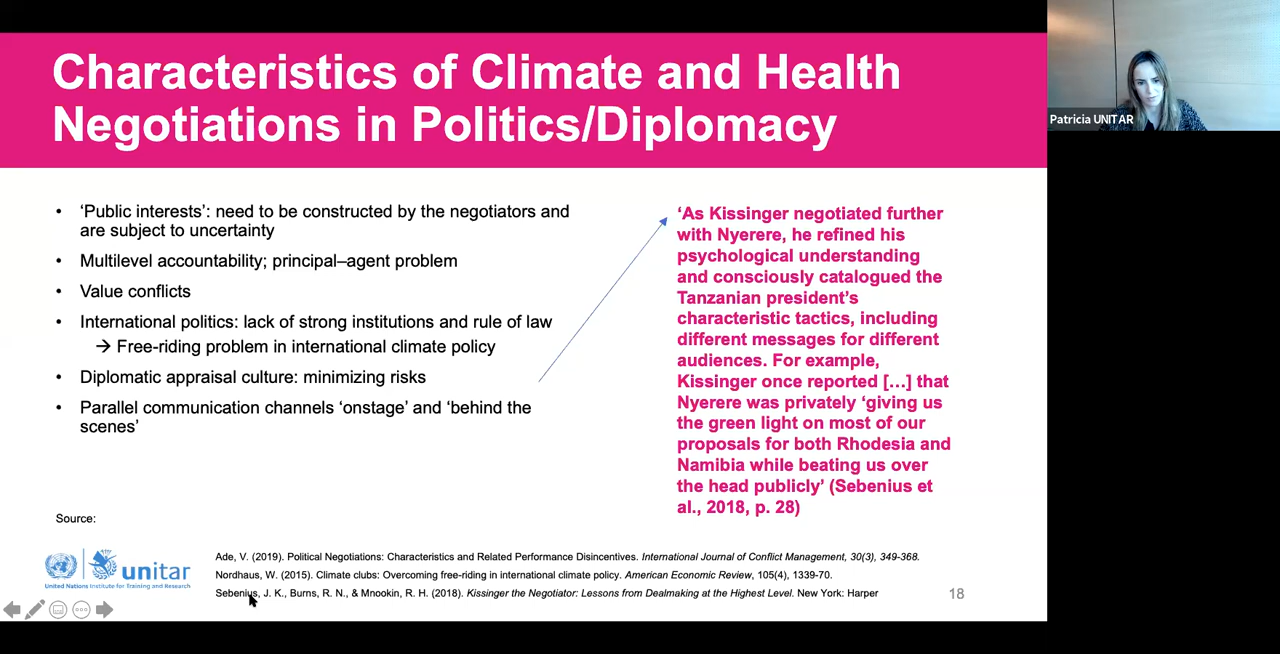 Characteristics of Climate and Health
Negotiations in Politics/Diplomacy
Patricia UNITAR
• ‘Public interests’: need to be constructed by the negotiators and
are subject to uncertainty
• Multilevel accountability; principal–agent problem
• Value conflicts
• International politics: lack of strong institutions and rule of law
→ Free-riding problem in international climate policy
• Diplomatic appraisal culture: minimizing risks
• Parallel communication channels ‘onstage’ and ‘behind the
scenes’
‘As Kissinger negotiated further
with Nyerere, he refined his
psychological understanding
and consciously catalogued the
Tanzanian president’s
characteristic tactics, including
different messages for different
audiences. For example,
Kissinger once reported […] that
Nyerere was privately ‘giving us
the green light on most of our
proposals for both Rhodesia and
Namibia while beating us over
the head publicly’ (Sebenius et
al., 2018, p. 28)
Source:
unitar
United Nations Institute for Training and Research
Ade, V. (2019). Political Negotiations: Characteristics and Related Performance Disincentives. International Journal of Conflict Management, 30(3), 349-368.
Nordhaus, W. (2015). Climate clubs: Overcoming free-riding in international climate policy. American Economic Review, 105(4), 1339-70.
Sebenius, J. K., Burns, R. N., & Mnookin, R. H. (2018). Kissinger the Negotiator: Lessons from Dealmaking at the Highest Level. New York: Harper
18